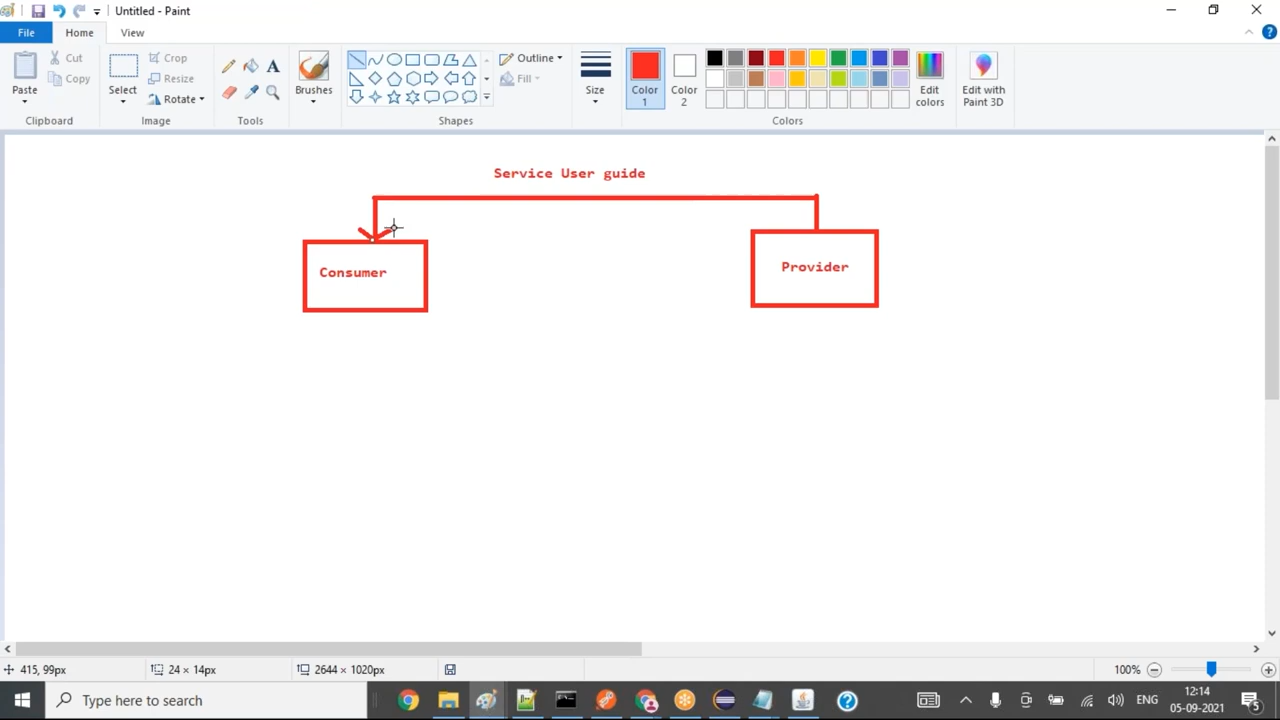 Untitled - Paint
File Home View
Cut
Copy
Paste
Clipboard
Select
Crop
Resize
Rotate
Image
Tools
Brushes
Shapes
Outline
Fill
Size
Color 1
Color 2
Edit colors
Colors
Edit with Paint 3D
Service User guide
Consumer
Provider
415, 99px
24 × 14px
2644 × 1020px
100%
Type here to search
ENG
12:14
05-09-2021
5